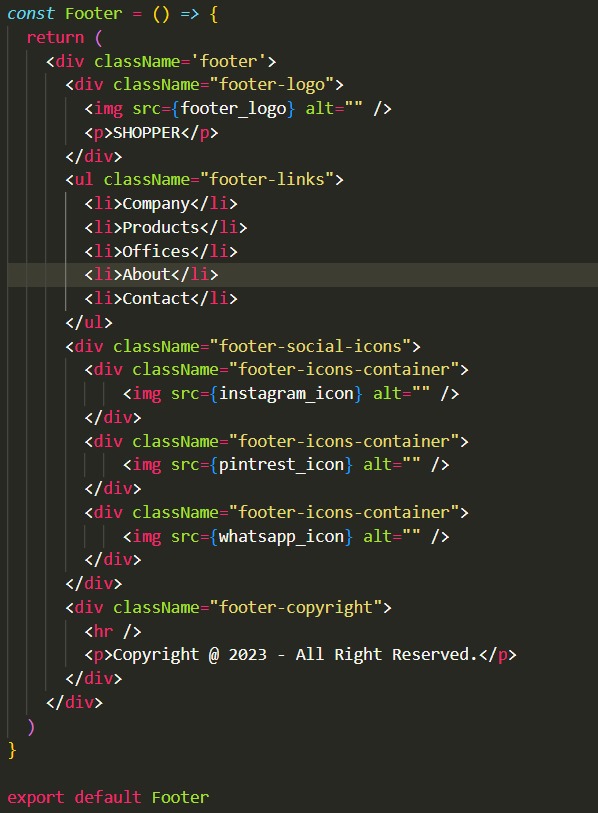 const Footer = () => {
  return (
    <div className='footer'>
      <div className="footer-logo">
        <img src={footer_logo} alt="" />
        <p>SHOPPER</p>
      </div>
      <ul className="footer-links">
        <li>Company</li>
        <li>Products</li>
        <li>Offices</li>
        <li>About</li>
        <li>Contact</li>
      </ul>
      <div className="footer-social-icons">
        <div className="footer-icons-container">
            <img src={instagram_icon} alt="" />
        </div>
        <div className="footer-icons-container">
            <img src={pintrest_icon} alt="" />
        </div>
        <div className="footer-icons-container">
            <img src={whatsapp_icon} alt="" />
        </div>
      </div>
      <div className="footer-copyright">
        <hr />
        <p>Copyright @ 2023 - All Right Reserved.</p>
      </div>
    </div>
  )
}

export default Footer